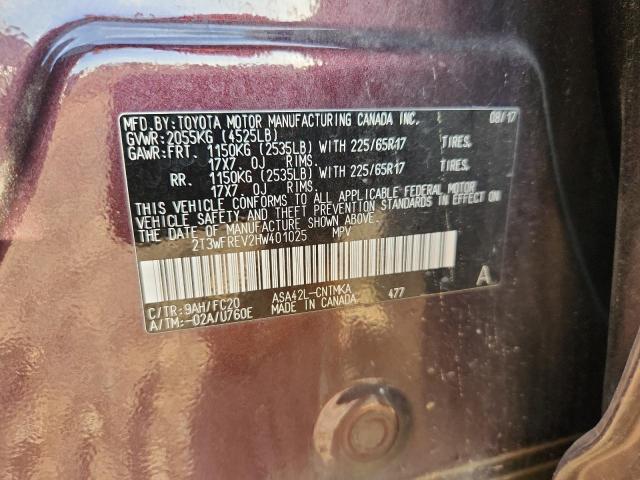 MFD. BY: TOYOTA MOTOR MANUFACTURING CANADA INC. 08/17
GVWR: 2055KG (4525LB)
GAWR: FRT. 1150KG (2535LB) WITH 225/65R17 TIRES,
17X7.0J RIMS,
RR. 1150KG (2535LB) WITH 225/65R17 TIRES,
17X7.0J RIMS,
THIS VEHICLE CONFORMS TO ALL APPLICABLE FEDERAL MOTOR
VEHICLE SAFETY AND THEFT PREVENTION STANDARDS IN EFFECT ON
THE DATE OF MANUFACTURE SHOWN ABOVE.
2T3WFREV2HW401025 MPV
C/TR: 9AH/FC20 ASA42L-CNTMKA 477 A
A/TM: -02A/U760E MADE IN CANADA.